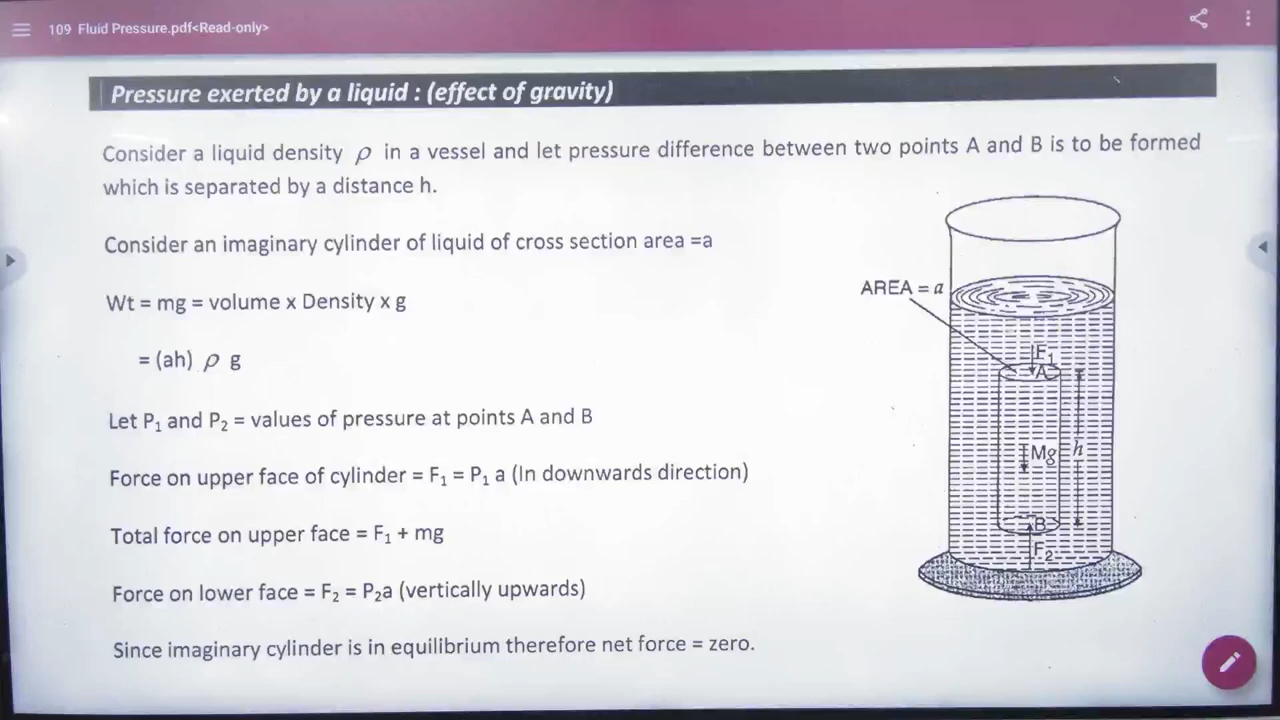 109 Fluid Pressure.pdf<Read-only>
Pressure exerted by a liquid : (effect of gravity)
Consider a liquid density ρ in a vessel and let pressure difference between two points A and B is to be formed
which is separated by a distance h.
Consider an imaginary cylinder of liquid of cross section area =a
Wt = mg = volume x Density x g
= (ah) ρ g
Let P₁ and P₂ = values of pressure at points A and B
Force on upper face of cylinder = F₁ = P₁ a (In downwards direction)
Total force on upper face = F₁ + mg
Force on lower face = F₂ = P₂a (vertically upwards)
Since imaginary cylinder is in equilibrium therefore net force = zero.
AREA = a
F₁
A
Mg
h
B
F₂